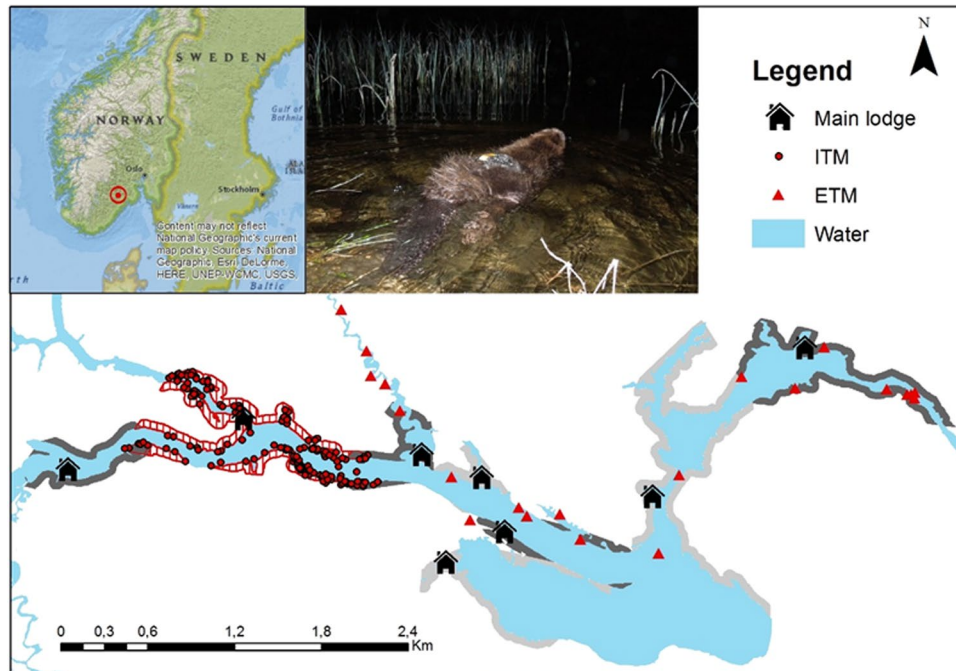 SWEDEN
NORWAY
Gulf of
Bothnia
Oslo
Stockholm
Vänern
Content may not reflect
National Geographic's current
map policy. Sources: National
Geographic, Esri, DeLorme,
HERE, UNEP-WCMC, USGS,
Baltic
N
Legend
Main lodge
ITM
ETM
Water
0 0,3 0,6 1,2 1,8 2,4
Km